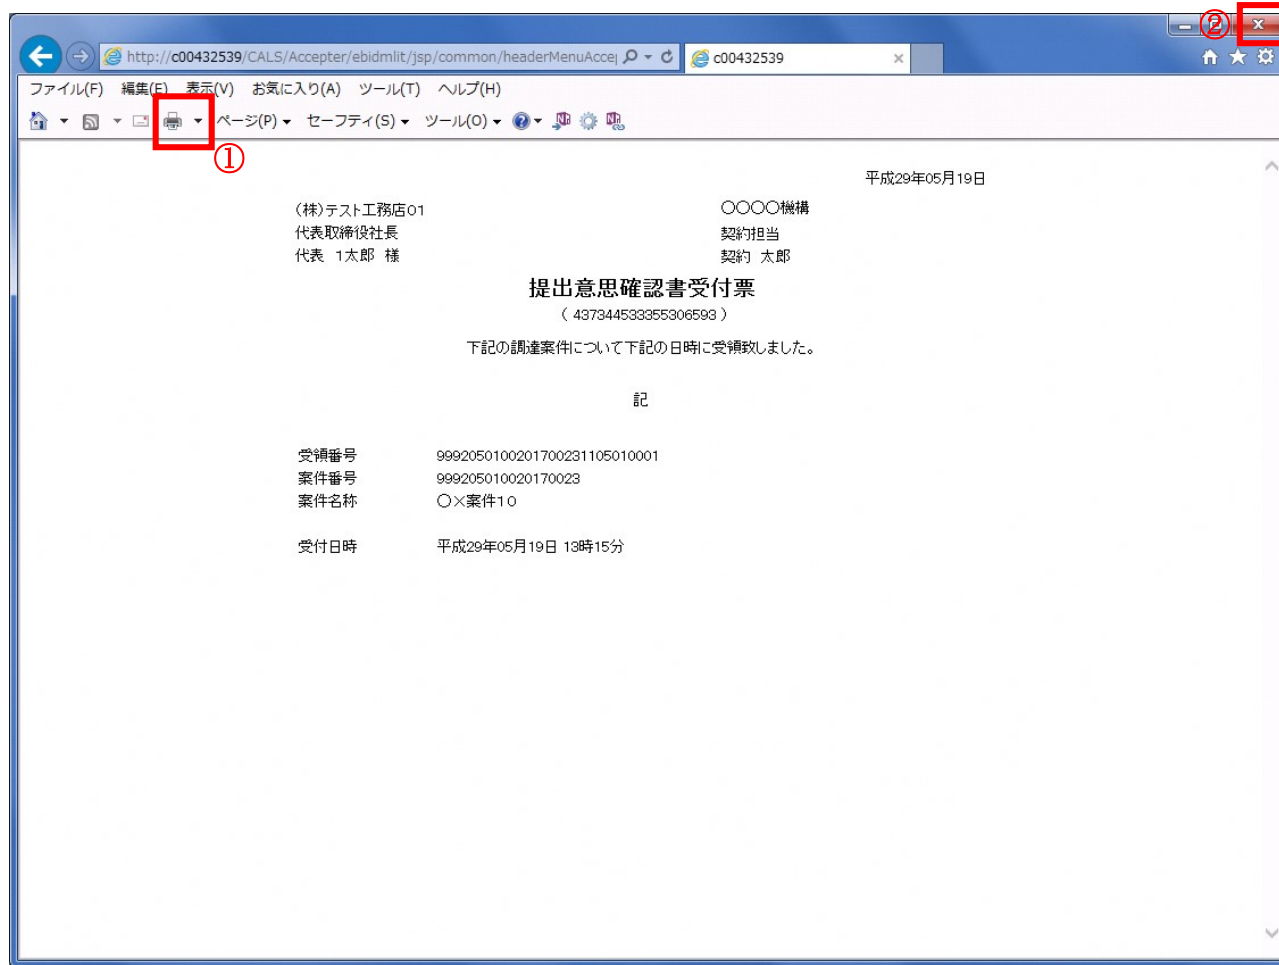 ②
http://c00432539/CALS/Accepter/ebidmlit/jsp/common/headerMenuAccep
c00432539
ファイル(F) 編集(E) 表示(V) お気に入り(A) ツール(T) ヘルプ(H)
ページ(P) セーフティ(S) ツール(O)
①
平成29年05月19日
(株)テスト工務店01
〇〇〇〇機構
代表取締役社長
契約担当
代表 1太郎 様
契約 太郎
提出意思確認書受付票
( 437344533355306593 )
下記の調達案件について下記の日時に受領致しました。
記
受領番号 9992050100201700231105010001
案件番号 999205010020170023
案件名称 〇×案件10
受付日時 平成29年05月19日 13時15分